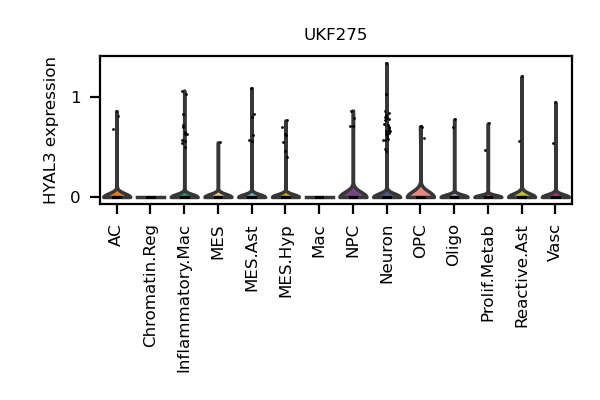 UKF275
HYAL3 expression
1
0
AC
Chromatin.Reg
Inflammatory.Mac
MES
MES.Ast
MES.Hyp
Mac
NPC
Neuron
OPC
Oligo
Prolif.Metab
Reactive.Ast
Vasc